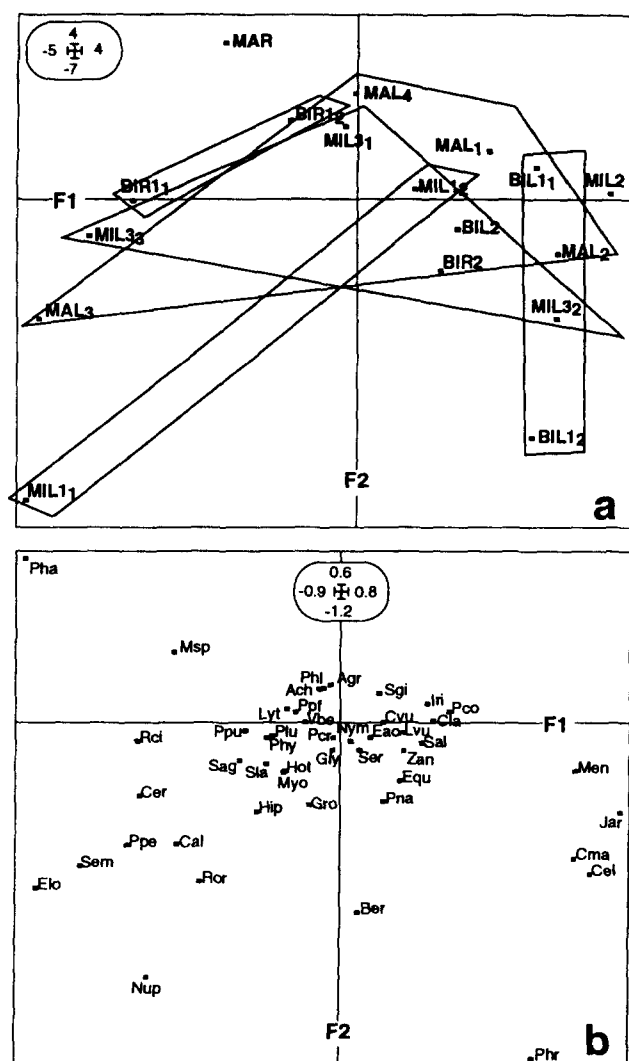 4
-5 4
-7
MAR
MAL4
BIR12
MIL31
MAL1
BIL11
MIL2
BIR11
F1
MIL12
MIL33
BIL2
MAL2
BIR2
MAL3
MIL32
BIL12
F2
MIL11
a
Pha
0.6
-0.9 0.8
-1.2
Msp
Phl
Agr
Ach
Sgi
Iri
Lyt
Ppf
Pco
Vbe
Cvu
Cla
F1
Ppu
Plu
Pcr
Nym
Eao
Lvu
Rci
Phy
Sal
Gly
Ser
Zan
Sag
Sla
Hot
Men
Myo
Equ
Cer
Hip
Gro
Pna
Jar
Ppe
Cal
Cma
Sem
Cel
Elo
Ror
Ber
Nup
F2
Phr
b